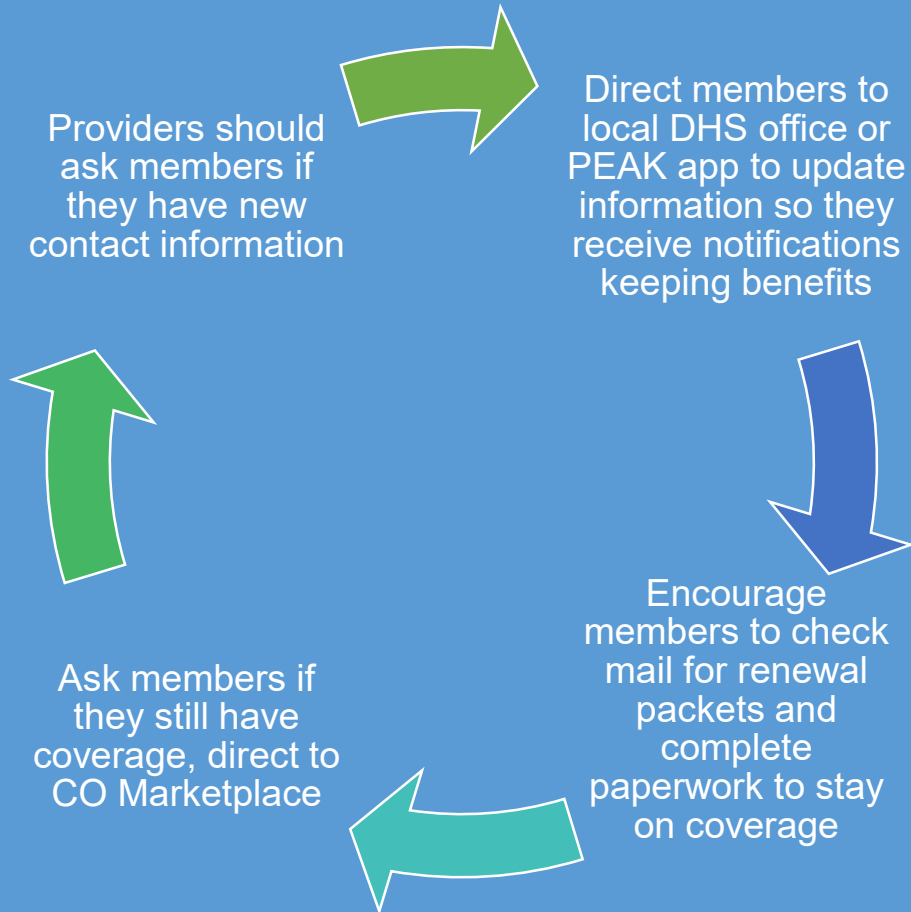 Providers should
ask members if
they have new
contact information
Direct members to
local DHS office or
PEAK app to update
information so they
receive notifications
keeping benefits
Encourage
members to check
mail for renewal
packets and
complete
paperwork to stay
on coverage
Ask members if
they still have
coverage, direct to
CO Marketplace